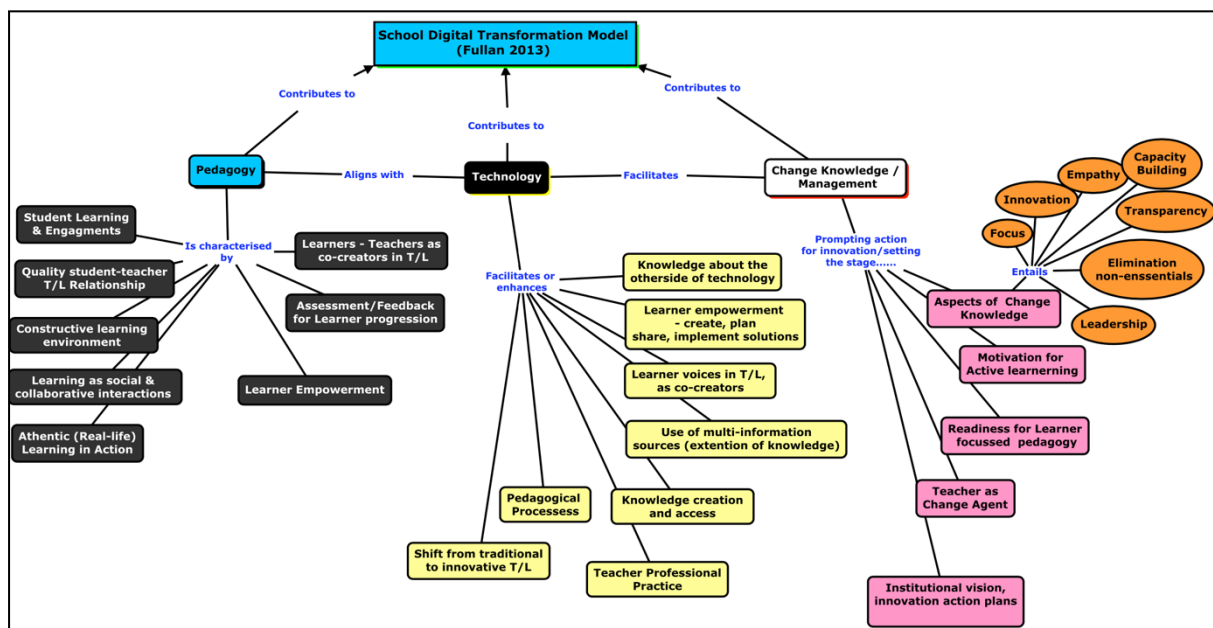 School Digital Transformation Model
(Fullan 2013)
Contributes to
Contributes to
Contributes to
Pedagogy
Aligns with
Technology
Facilitates
Change Knowledge /
Management
Student Learning
& Engagments
Is characterised
by
Learners - Teachers as
co-creators in T/L
Quality student-teacher
T/L Relationship
Assessment/Feedback
for Learner progression
Constructive learning
environment
Learning as social &
collaborative interactions
Learner Empowerment
Athentic (Real-life)
Learning in Action
Facilitates or
enhances
Knowledge about the
otherside of technology
Learner empowerment
- create, plan
share, implement solutions
Learner voices in T/L,
as co-creators
Use of multi-information
sources (extention of knowledge)
Pedagogical
Processess
Knowledge creation
and access
Shift from traditional
to innovative T/L
Teacher Professional
Practice
Prompting action
for innovation/setting
the stage......
Aspects of Change
Knowledge
Motivation for
Active learnerning
Readiness for Learner
focussed pedagogy
Teacher as
Change Agent
Institutional vision,
innovation action plans
Entails
Focus
Innovation
Empathy
Capacity
Building
Transparency
Elimination
non-enssentials
Leadership